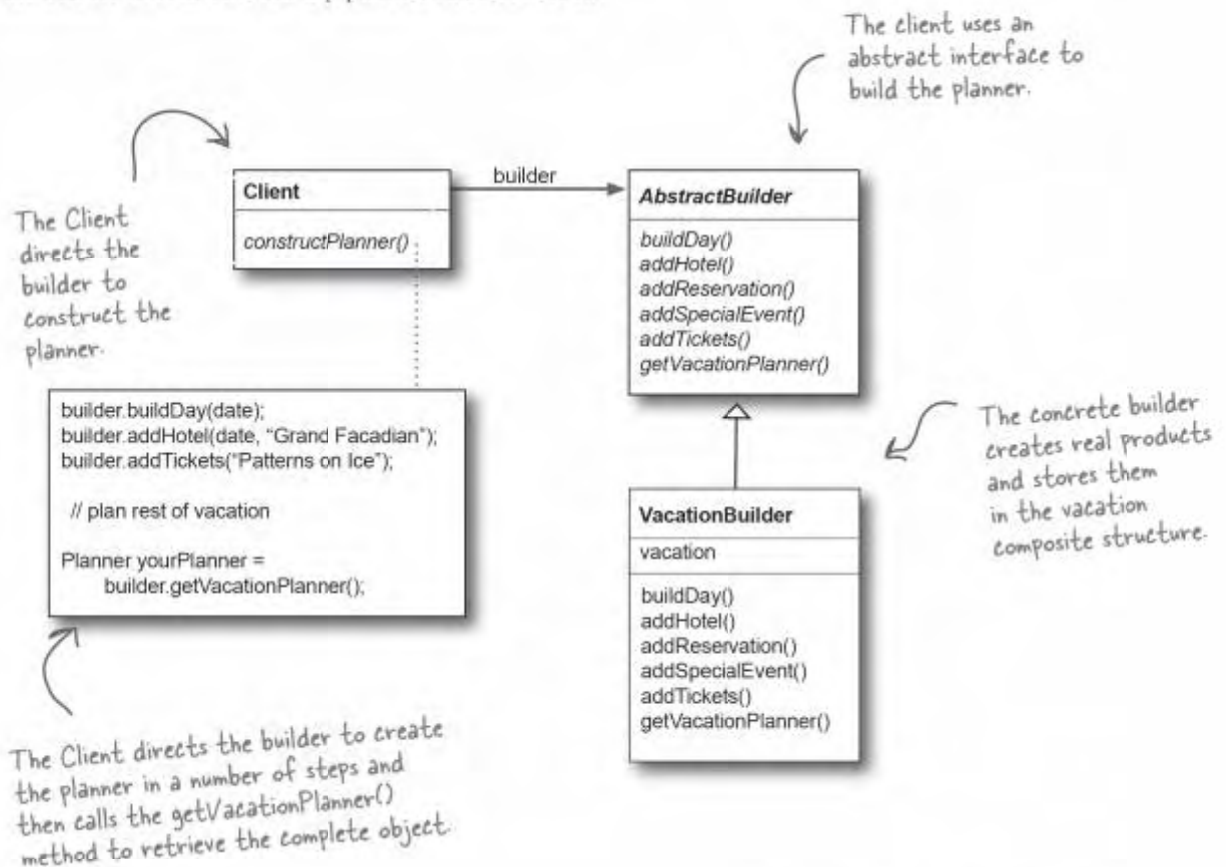 The client uses an
abstract interface to
build the planner.
Client
constructPlanner()
builder
AbstractBuilder
buildDay()
addHotel()
addReservation()
addSpecialEvent()
addTickets()
getVacationPlanner()
The Client
directs the
builder to
construct the
planner.
builder.buildDay(date);
builder.addHotel(date, “Grand Facadian”);
builder.addTickets(“Patterns on Ice”);
// plan rest of vacation
Planner yourPlanner =
builder.getVacationPlanner();
The concrete builder
creates real products
and stores them
in the vacation
composite structure.
VacationBuilder
vacation
buildDay()
addHotel()
addReservation()
addSpecialEvent()
addTickets()
getVacationPlanner()
The Client directs the builder to create
the planner in a number of steps and
then calls the getVacationPlanner()
method to retrieve the complete object.